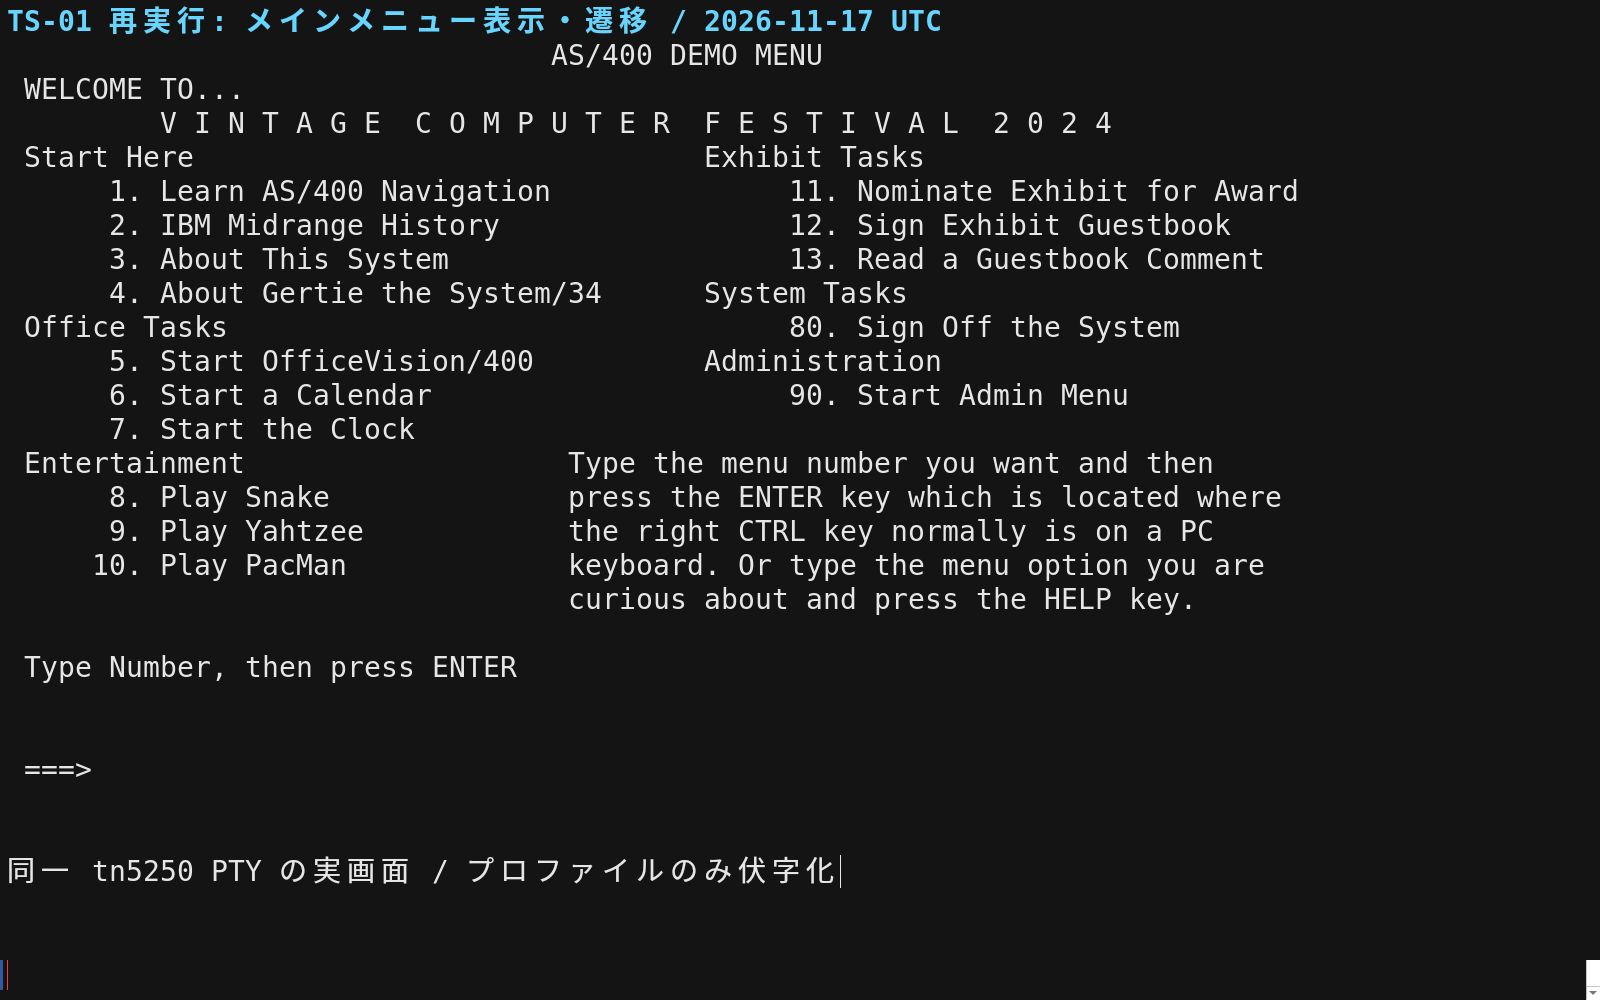 TS-01 再実行: メインメニュー表示・遷移 / 2026-11-17 UTC
AS/400 DEMO MENU
WELCOME TO...
V I N T A G E  C O M P U T E R  F E S T I V A L  2 0 2 4
Start Here                              Exhibit Tasks
1. Learn AS/400 Navigation              11. Nominate Exhibit for Award
2. IBM Midrange History                 12. Sign Exhibit Guestbook
3. About This System                    13. Read a Guestbook Comment
4. About Gertie the System/34      System Tasks
Office Tasks                                 80. Sign Off the System
5. Start OfficeVision/400          Administration
6. Start a Calendar                     90. Start Admin Menu
7. Start the Clock
Entertainment                   Type the menu number you want and then
8. Play Snake              press the ENTER key which is located where
9. Play Yahtzee            the right CTRL key normally is on a PC
10. Play PacMan             keyboard. Or type the menu option you are
curious about and press the HELP key.
Type Number, then press ENTER
===>
同一 tn5250 PTY の実画面 / プロファイルのみ伏字化